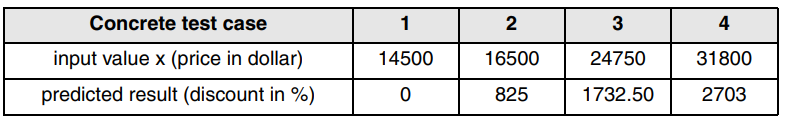 Concrete test case 1 2 3 4
input value x (price in dollar) 14500 16500 24750 31800
predicted result (discount in %) 0 825 1732.50 2703